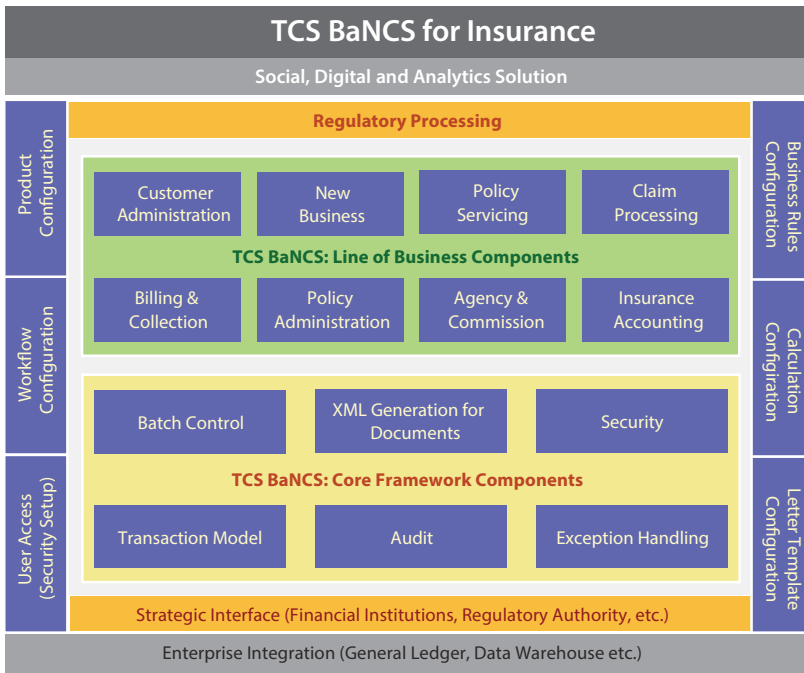 TCS BaNCS for Insurance
Social, Digital and Analytics Solution
Product
Configuration
Workflow
Configuration
User Access
(Security Setup)
Regulatory Processing
Customer
Administration
New
Business
Policy
Servicing
Claim
Processing
TCS BaNCS: Line of Business Components
Billing &
Collection
Policy
Administration
Agency &
Commission
Insurance
Accounting
Batch Control
XML Generation for
Documents
Security
TCS BaNCS: Core Framework Components
Transaction Model
Audit
Exception Handling
Strategic Interface (Financial Institutions, Regulatory Authority, etc.)
Business Rules
Configuration
Calculation
Configiration
Letter Template
Configuration
Enterprise Integration (General Ledger, Data Warehouse etc.)